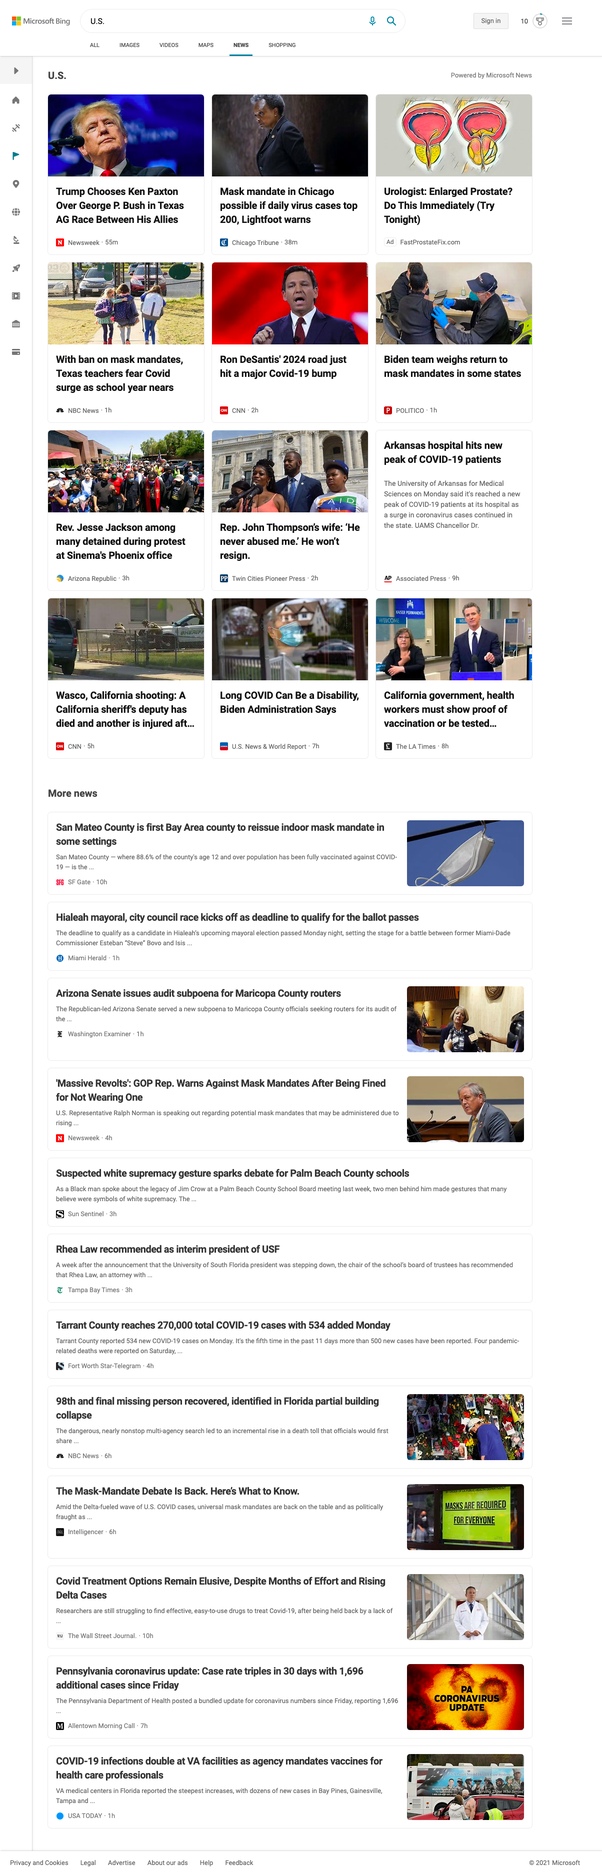 Microsoft Bing
U.S.
Sign in
10
ALL
IMAGES
VIDEOS
MAPS
NEWS
SHOPPING
U.S.
Powered by Microsoft News
Trump Chooses Ken Paxton
Over George P. Bush in Texas
AG Race Between His Allies
Newsweek · 55m
Mask mandate in Chicago
possible if daily virus cases top
200, Lightfoot warns
Chicago Tribune · 38m
Urologist: Enlarged Prostate?
Do This Immediately (Try
Tonight)
Ad FastProstateFix.com
With ban on mask mandates,
Texas teachers fear Covid
surge as school year nears
NBC News · 1h
Ron DeSantis' 2024 road just
hit a major Covid-19 bump
CNN · 2h
Biden team weighs return to
mask mandates in some states
POLITICO · 1h
Rev. Jesse Jackson among
many detained during protest
at Sinema's Phoenix office
Arizona Republic · 3h
Rep. John Thompson's wife: 'He
never abused me.' He won't
resign.
Twin Cities Pioneer Press · 2h
Arkansas hospital hits new
peak of COVID-19 patients
The University of Arkansas for Medical
Sciences on Monday said it's reached a new
peak of COVID-19 patients at its hospital as
a surge in coronavirus cases continued in
the state. UAMS Chancellor Dr.
AP Associated Press · 9h
Wasco, California shooting: A
California sheriff's deputy has
died and another is injured aft...
CNN · 5h
Long COVID Can Be a Disability,
Biden Administration Says
U.S. News & World Report · 7h
California government, health
workers must show proof of
vaccination or be tested...
The LA Times · 8h
More news
San Mateo County is first Bay Area county to reissue indoor mask mandate in
some settings
San Mateo County — where 88.6% of the county's age 12 and over population has been fully vaccinated against COVID-
19 — is the ...
SF Gate · 10h
Hialeah mayoral, city council race kicks off as deadline to qualify for the ballot passes
The deadline to qualify as a candidate in Hialeah's upcoming mayoral election passed Monday night, setting the stage for a battle between former Miami-Dade
Commissioner Esteban "Steve" Bovo and Isis ...
Miami Herald · 1h
Arizona Senate issues audit subpoena for Maricopa County routers
The Republican-led Arizona Senate served a new subpoena to Maricopa County officials seeking routers for its audit of
the ...
Washington Examiner · 1h
'Massive Revolts': GOP Rep. Warns Against Mask Mandates After Being Fined
for Not Wearing One
U.S. Representative Ralph Norman is speaking out regarding potential mask mandates that may be administered due to
rising ...
Newsweek · 4h
Suspected white supremacy gesture sparks debate for Palm Beach County schools
As a Black man spoke about the legacy of Jim Crow at a Palm Beach County School Board meeting last week, two men behind him made gestures that many
believe were symbols of white supremacy. The ...
Sun Sentinel · 3h
Rhea Law recommended as interim president of USF
A week after the announcement that the University of South Florida president was stepping down, the chair of the school's board of trustees has recommended
that Rhea Law, an attorney with ...
Tampa Bay Times · 3h
Tarrant County reaches 270,000 total COVID-19 cases with 534 added Monday
Tarrant County reported 534 new COVID-19 cases on Monday. It's the fifth time in the past 11 days more than 500 new cases have been reported. Four pandemic-
related deaths were reported on Saturday, ...
Fort Worth Star-Telegram · 4h
98th and final missing person recovered, identified in Florida partial building
collapse
The dangerous, nearly nonstop multi-agency search led to an incremental rise in a death toll that officials would first
share ...
NBC News · 6h
The Mask-Mandate Debate Is Back. Here's What to Know.
Amid the Delta-fueled wave of U.S. COVID cases, universal mask mandates are back on the table and as politically
fraught as ...
Intelligencer · 6h
MASKS ARE REQUIRED
FOR EVERYONE
Covid Treatment Options Remain Elusive, Despite Months of Effort and Rising
Delta Cases
Researchers are still struggling to find effective, easy-to-use drugs to treat Covid-19, after being held back by a lack of
...
The Wall Street Journal. · 10h
Pennsylvania coronavirus update: Case rate triples in 30 days with 1,696
additional cases since Friday
The Pennsylvania Department of Health posted a bundled update for coronavirus numbers since Friday, reporting 1,696
...
Allentown Morning Call · 7h
PA
CORONAVIRUS
UPDATE
COVID-19 infections double at VA facilities as agency mandates vaccines for
health care professionals
VA medical centers in Florida reported the steepest increases, with dozens of new cases in Bay Pines, Gainesville,
Tampa and ...
USA TODAY · 1h
Privacy and Cookies
Legal
Advertise
About our ads
Help
Feedback
© 2021 Microsoft